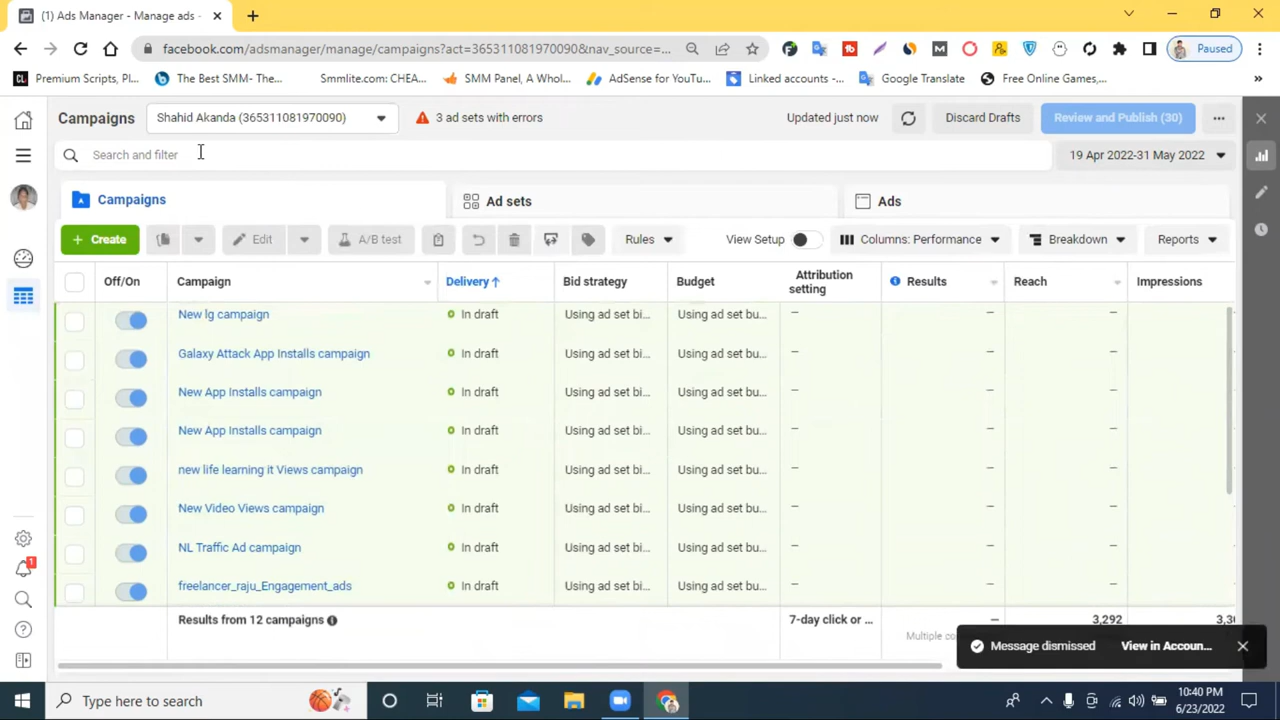 (1) Ads Manager - Manage ads -
facebook.com/adsmanager/manage/campaigns?act=365311081970090&nav_source=...
Paused
Premium Scripts, Pl...
The Best SMM- The...
Smmlite.com: CHEA...
SMM Panel, A Whol...
AdSense for YouTu...
Linked accounts -...
Google Translate
Free Online Games,...
Campaigns
Shahid Akanda (365311081970090)
3 ad sets with errors
Updated just now
Discard Drafts
Review and Publish (30)
Search and filter
19 Apr 2022-31 May 2022
Campaigns
Ad sets
Ads
+ Create
Edit
A/B test
Rules
View Setup
Columns: Performance
Breakdown
Reports
Off/On
Campaign
Delivery ↑
Bid strategy
Budget
Attribution setting
Results
Reach
Impressions
New lg campaign
In draft
Using ad set bi...
Using ad set bu...
—
—
—
Galaxy Attack App Installs campaign
In draft
Using ad set bi...
Using ad set bu...
—
—
—
New App Installs campaign
In draft
Using ad set bi...
Using ad set bu...
—
—
—
New App Installs campaign
In draft
Using ad set bi...
Using ad set bu...
—
—
—
new life learning it Views campaign
In draft
Using ad set bi...
Using ad set bu...
—
—
—
New Video Views campaign
In draft
Using ad set bi...
Using ad set bu...
—
—
—
NL Traffic Ad campaign
In draft
Using ad set bi...
Using ad set bu...
—
—
—
freelancer_raju_Engagement_ads
In draft
Using ad set bi...
Using ad set bu...
—
—
—
Results from 12 campaigns
7-day click or ...
—
3,292
Multiple
Message dismissed
View in Accoun...
1
Type here to search
10:40 PM
6/23/2022